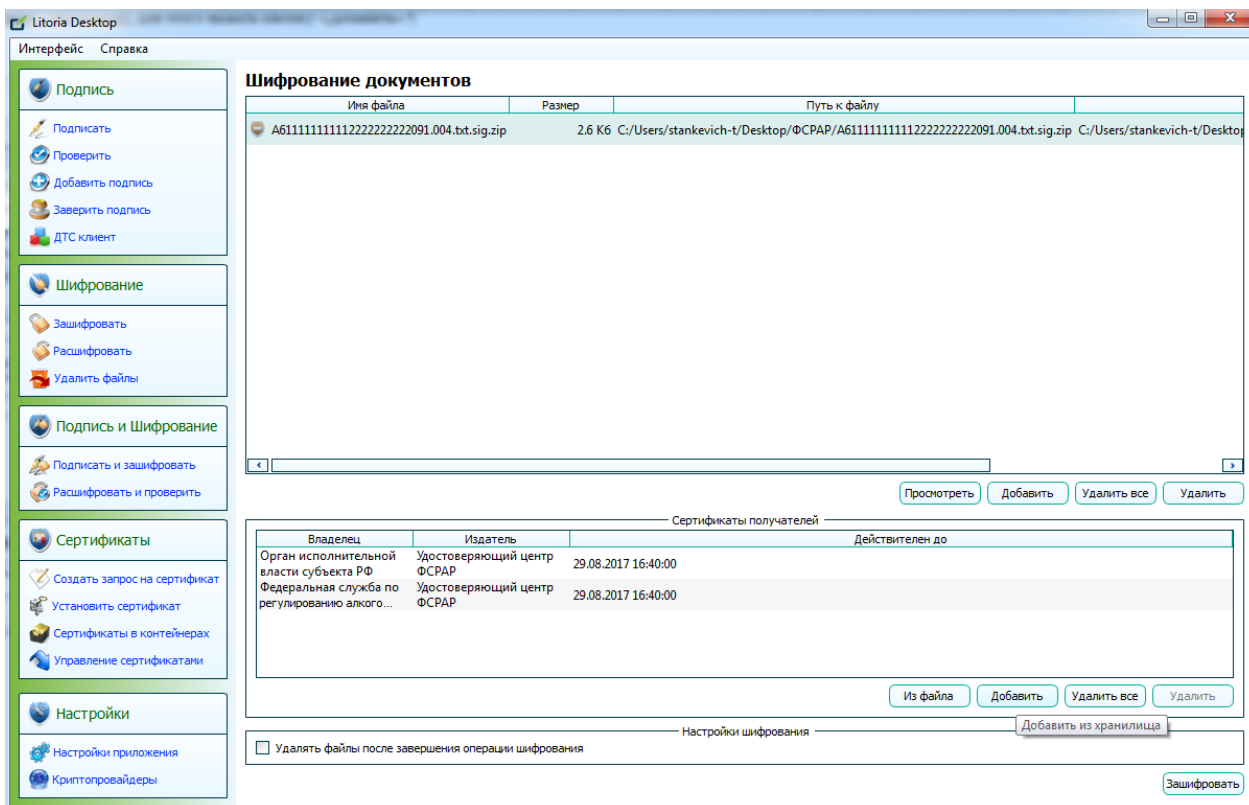 Litoria Desktop
Интерфейс Справка
Подпись
Подписать
Проверить
Добавить подпись
Заверить подпись
ДТС клиент
Шифрование
Зашифровать
Расшифровать
Удалить файлы
Подпись и Шифрование
Подписать и зашифровать
Расшифровать и проверить
Сертификаты
Создать запрос на сертификат
Установить сертификат
Сертификаты в контейнерах
Управление сертификатами
Настройки
Настройки приложения
Криптопровайдеры
Шифрование документов
Имя файла Размер Путь к файлу
A611111111112222222222091.004.txt.sig.zip 2.6 Кб C:/Users/stankevich-t/Desktop/ФСРАР/A611111111112222222222091.004.txt.sig.zip C:/Users/stankevich-t/Desktop
Просмотреть Добавить Удалить все Удалить
Сертификаты получателей
Владелец Издатель Действителен до
Орган исполнительной Удостоверяющий центр 29.08.2017 16:40:00
власти субъекта РФ ФСРАР
Федеральная служба по Удостоверяющий центр 29.08.2017 16:40:00
регулированию алкого... ФСРАР
Из файла Добавить Удалить все Удалить
Добавить из хранилища
Настройки шифрования
Удалять файлы после завершения операции шифрования
Зашифровать